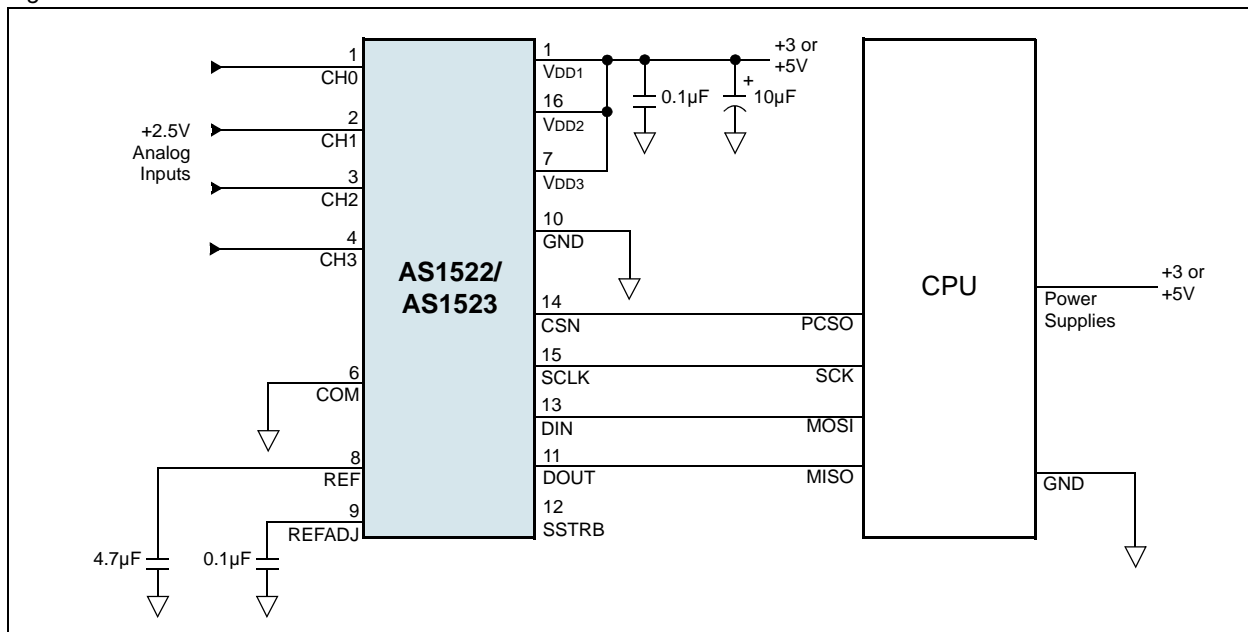 1
CH0
2
CH1
3
CH2
4
CH3
+2.5V
Analog
Inputs
6
COM
8
REF
9
REFADJ
4.7µF
0.1µF
AS1522/
AS1523
1
VDD1
16
VDD2
7
VDD3
10
GND
14
CSN
15
SCLK
13
DIN
11
DOUT
12
SSTRB
+3 or
+5V
0.1µF
+
10µF
PCSO
SCK
MOSI
MISO
CPU
Power
Supplies
+3 or
+5V
GND